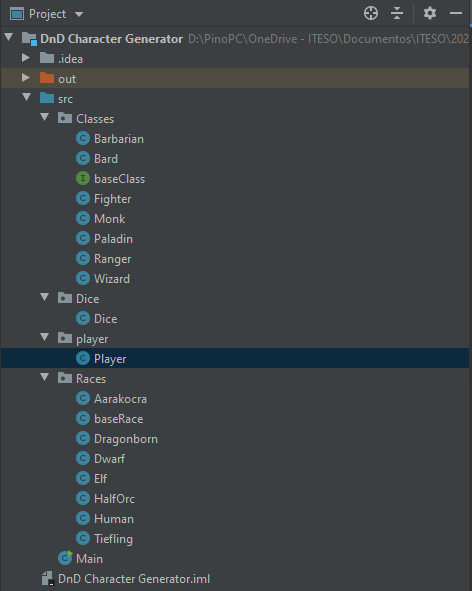 Project
DnD Character Generator D:\PinoPC\OneDrive - ITESO\Documentos\ITESO\202
.idea
out
src
Classes
C Barbarian
C Bard
I baseClass
C Fighter
C Monk
C Paladin
C Ranger
C Wizard
Dice
C Dice
player
C Player
Races
C Aarakocra
C baseRace
C Dragonborn
C Dwarf
C Elf
C HalfOrc
C Human
C Tiefling
C Main
DnD Character Generator.iml